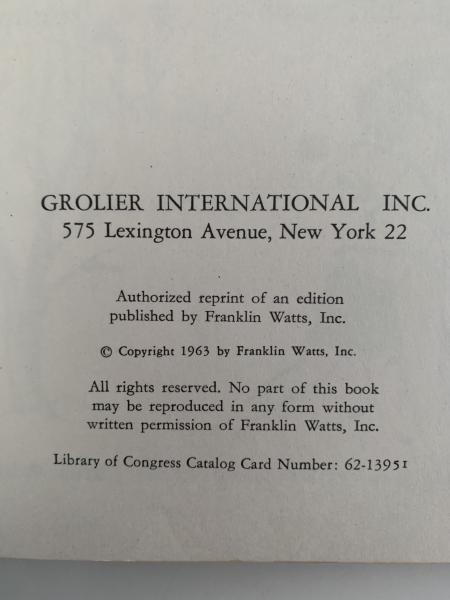 GROLIER INTERNATIONAL INC.
575 Lexington Avenue, New York 22
Authorized reprint of an edition
published by Franklin Watts, Inc.
© Copyright 1963 by Franklin Watts, Inc.
All rights reserved. No part of this book
may be reproduced in any form without
written permission of Franklin Watts, Inc.
Library of Congress Catalog Card Number: 62-13951